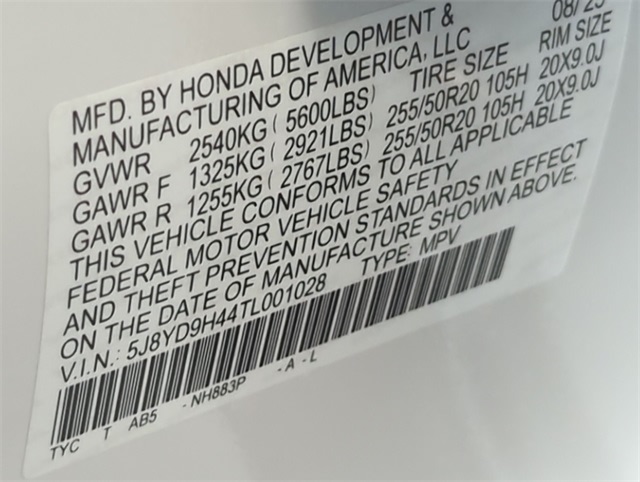 MFD. BY HONDA DEVELOPMENT & 08/25
MANUFACTURING OF AMERICA, LLC
TIRE SIZE RIM SIZE
GVWR 2540KG ( 5600LBS)
GAWR F 1325KG ( 2921LBS) 255/50R20 105H 20X9.0J
GAWR R 1255KG ( 2767LBS) 255/50R20 105H 20X9.0J
THIS VEHICLE CONFORMS TO ALL APPLICABLE
FEDERAL MOTOR VEHICLE SAFETY
AND THEFT PREVENTION STANDARDS IN EFFECT
ON THE DATE OF MANUFACTURE SHOWN ABOVE.
V.I.N.: 5J8YD9H44TL001028 TYPE: MPV
TYC T AB5 -NH883P -A-L